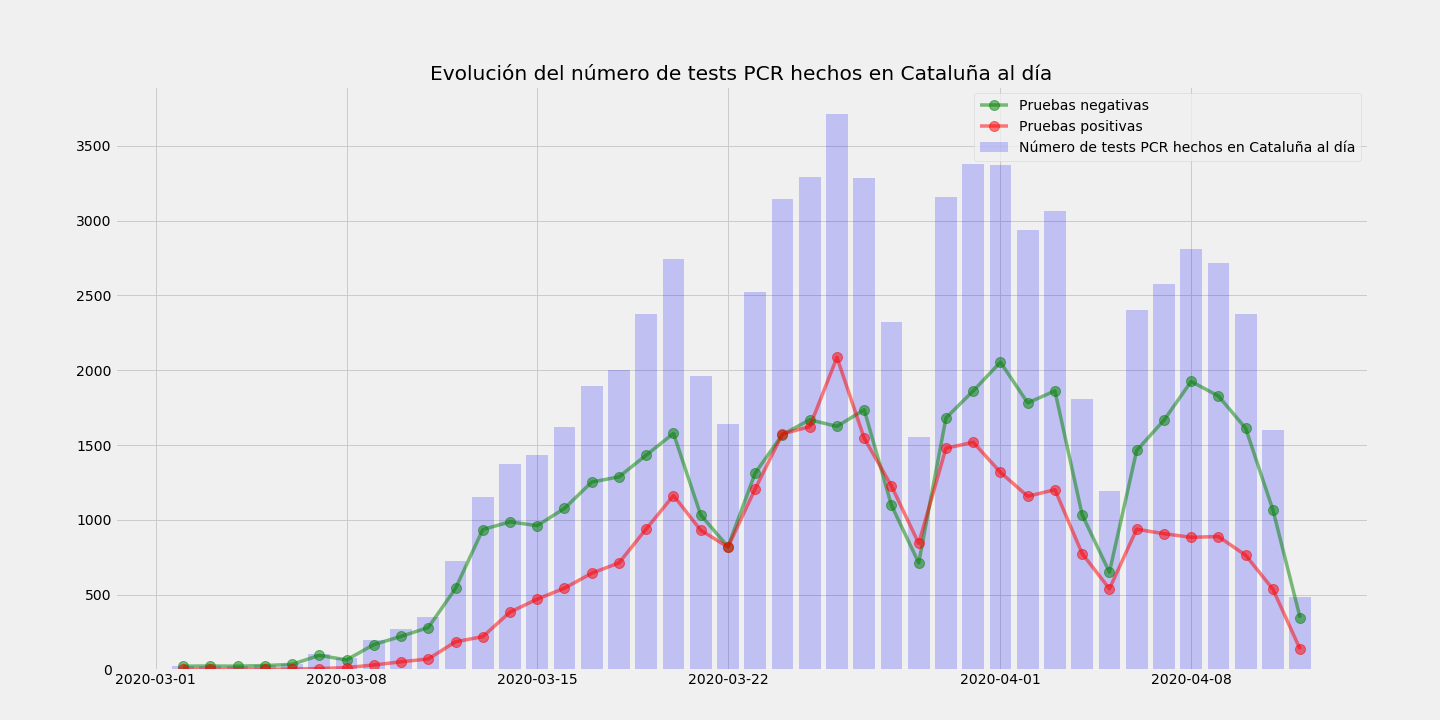 Evolución del número de tests PCR hechos en Cataluña al día
Pruebas negativas
Pruebas positivas
Número de tests PCR hechos en Cataluña al día
3500
3000
2500
2000
1500
1000
500
0
2020-03-01 2020-03-08 2020-03-15 2020-03-22 2020-04-01 2020-04-08